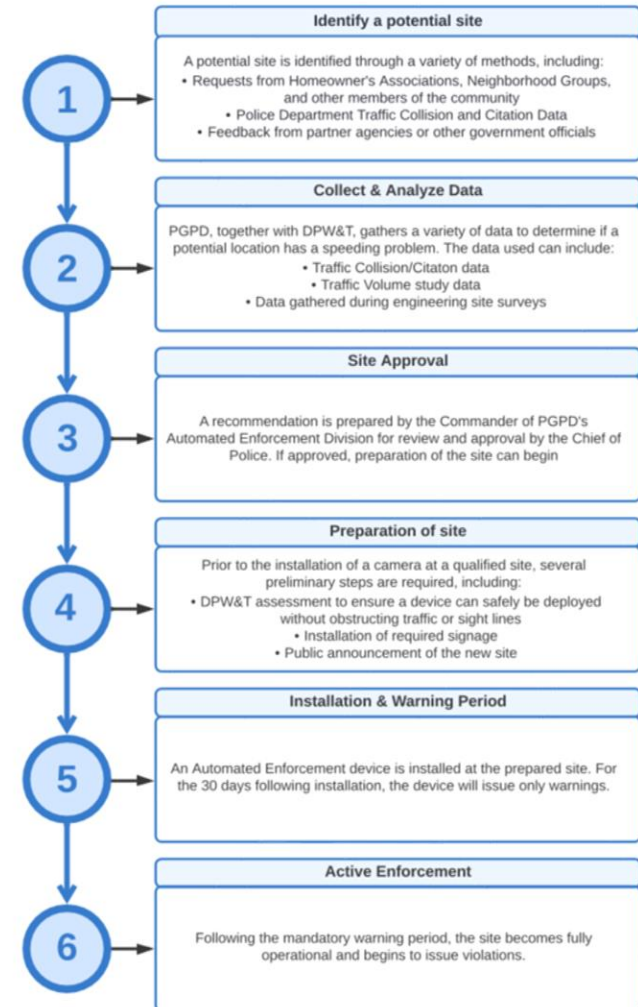 Identify a potential site
1
A potential site is identified through a variety of methods, including:
• Requests from Homeowner's Associations, Neighborhood Groups,
and other members of the community
• Police Department Traffic Collision and Citation Data
• Feedback from partner agencies or other government officials
Collect & Analyze Data
2
PGPD, together with DPW&T, gathers a variety of data to determine if a
potential location has a speeding problem. The data used can include:
• Traffic Collision/Citaton data
• Traffic Volume study data
• Data gathered during engineering site surveys
Site Approval
3
A recommendation is prepared by the Commander of PGPD's
Automated Enforcement Division for review and approval by the Chief of
Police. If approved, preparation of the site can begin
Preparation of site
4
Prior to the installation of a camera at a qualified site, several
preliminary steps are required, including:
• DPW&T assessment to ensure a device can safely be deployed
without obstructing traffic or sight lines
• Installation of required signage
• Public announcement of the new site
Installation & Warning Period
5
An Automated Enforcement device is installed at the prepared site. For
the 30 days following installation, the device will issue only warnings.
Active Enforcement
6
Following the mandatory warning period, the site becomes fully
operational and begins to issue violations.